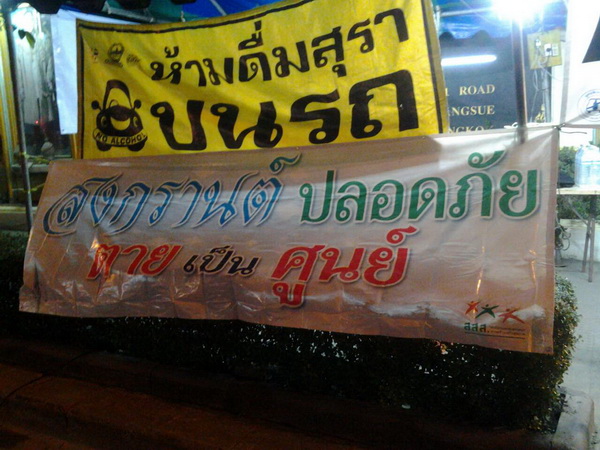 ห้ามดื่มสุรา
บนรถ
NO ALCOHOL
ROAD
สงกรานต์ ปลอดภัย
ตาย เป็น ศูนย์
สสส